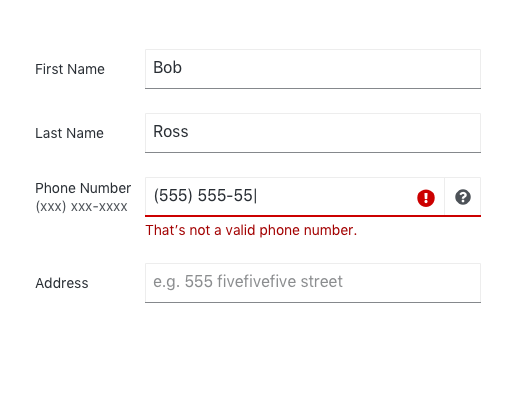 First Name
Bob
Last Name
Ross
Phone Number
(xxx) xxx-xxxx
(555) 555-55
That's not a valid phone number.
Address
e.g. 555 fivefivefive street